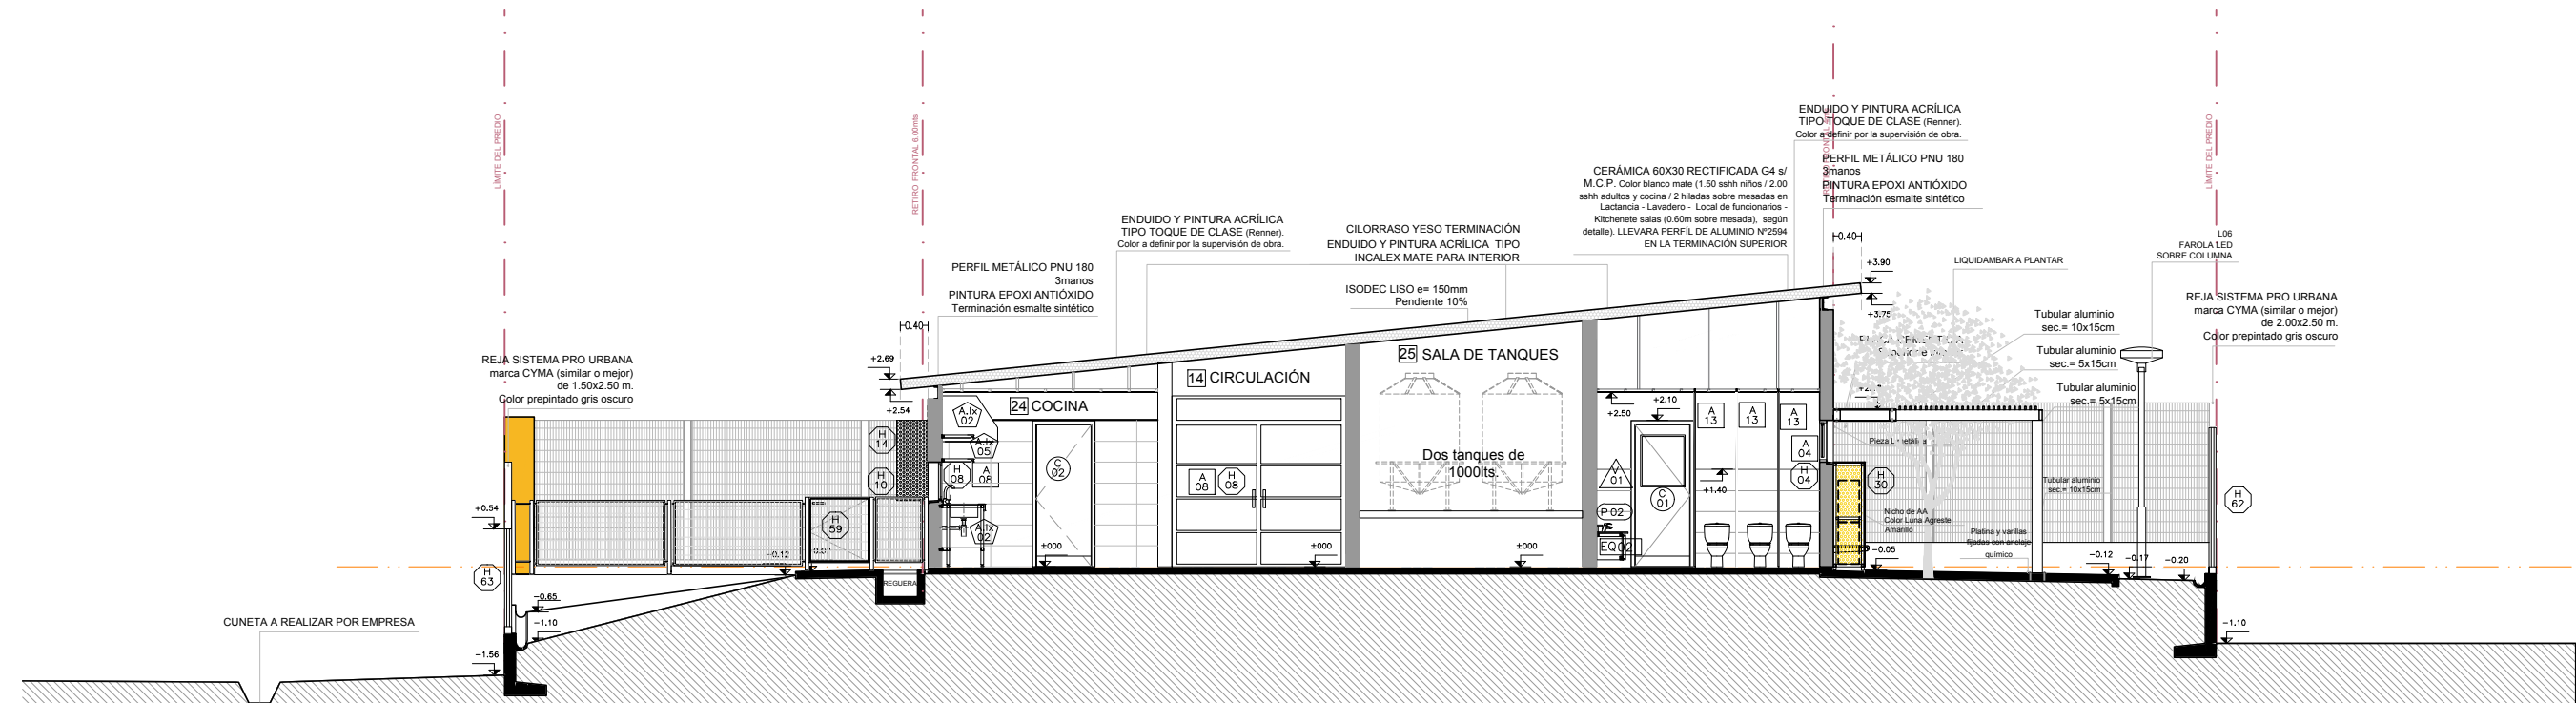 LÍMITE DEL PREDIO
RETIRO FRONTAL 6.00mts
LÍMITE DEL PREDIO
ENDUIDO Y PINTURA ACRÍLICA
TIPO TOQUE DE CLASE (Renner).
Color a definir por la supervisión de obra.
PERFIL METÁLICO PNU 180
3manos
PINTURA EPOXI ANTIÓXIDO
Terminación esmalte sintético
CERÁMICA 60X30 RECTIFICADA G4 s/
M.C.P. Color blanco mate (1.50 sshh niños / 2.00
sshh adultos y cocina / 2 hiladas sobre mesadas en
Lactancia - Lavadero - Local de funcionarios -
Kitchenete salas (0.60m sobre mesada), según
detalle). LLEVARA PERFÍL DE ALUMINIO Nº2594
EN LA TERMINACIÓN SUPERIOR
ENDUIDO Y PINTURA ACRÍLICA
TIPO TOQUE DE CLASE (Renner).
Color a definir por la supervisión de obra.
CILORRASO YESO TERMINACIÓN
ENDUIDO Y PINTURA ACRÍLICA TIPO
INCALEX MATE PARA INTERIOR
PERFIL METÁLICO PNU 180
3manos
PINTURA EPOXI ANTIÓXIDO
Terminación esmalte sintético
ISODEC LISO e= 150mm
Pendiente 10%
0.40
+3.90
+3.75
LIQUIDAMBAR A PLANTAR
L06
FAROLA LED
SOBRE COLUMNA
REJA SISTEMA PRO URBANA
marca CYMA (similar o mejor)
de 2.00x2.50 m.
Color prepintado gris oscuro
Tubular aluminio
sec.= 10x15cm
Tubular aluminio
sec.= 5x15cm
Tubular aluminio
sec.= 5x15cm
0.40
+2.69
+2.54
REJA SISTEMA PRO URBANA
marca CYMA (similar o mejor)
de 1.50x2.50 m.
Color prepintado gris oscuro
24 COCINA
14 CIRCULACIÓN
25 SALA DE TANQUES
Dos tanques de
1000lts.
+2.50
+2.10
+1.40
A.Ix
02
A.Ix
05
H
14
H
10
H
08
A
08
A.Ix
02
C
02
A
08
H
08
V
01
P 02
EQ02
C
01
A
13
A
13
A
13
A
04
H
04
H
30
H
59
H
62
H
63
Nicho de AA
Color Luna Agreste
Amarillo
Tubular aluminio
sec.= 10x15cm
Platina y varillas
fijadas con anclaje
químico
+0.54
-0.12
0.07
±000
±000
±000
-0.05
-0.12
-0.17
-0.20
REGUERA
-0.65
-1.10
-1.56
-1.10
CUNETA A REALIZAR POR EMPRESA